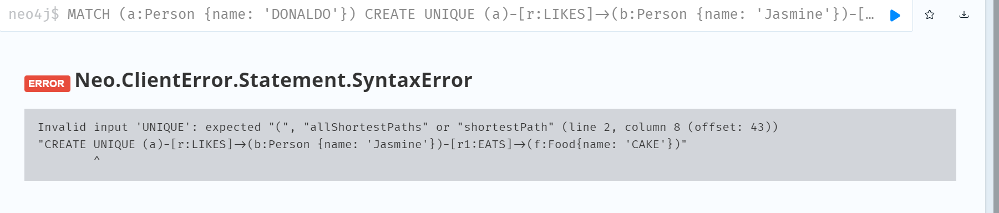 neo4j$ MATCH (a:Person {name: 'DONALDO'}) CREATE UNIQUE (a)-[r:LIKES]->(b:Person {name: 'Jasmine'})-[…
ERROR Neo.ClientError.Statement.SyntaxError
Invalid input 'UNIQUE': expected "(", "allShortestPaths" or "shortestPath" (line 2, column 8 (offset: 43))
"CREATE UNIQUE (a)-[r:LIKES]->(b:Person {name: 'Jasmine'})-[r1:EATS]->(f:Food{name: 'CAKE'})"
^